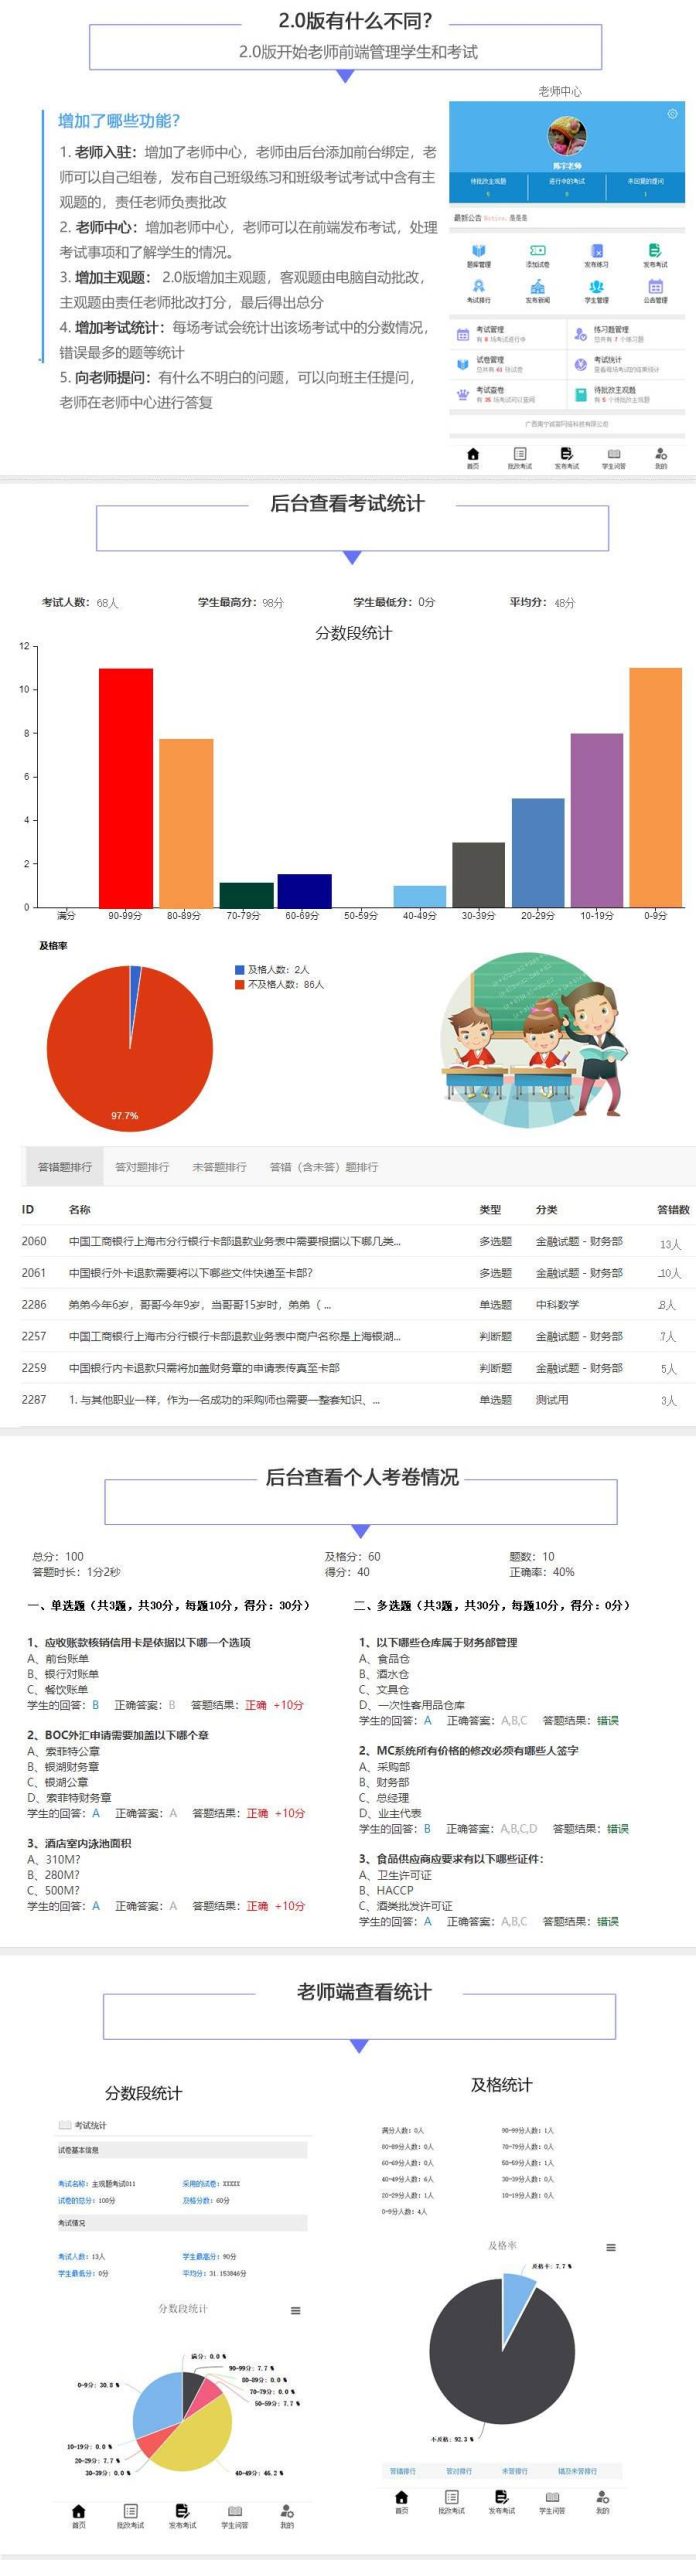 2.0版有什么不同？
2.0版开始老师前端管理学生和考试
增加了哪些功能？
1. 老师入驻：增加了老师中心，老师由后台添加前台绑定，老
师可以自己组卷，发布自己班级练习和班级考试考试中含有主
观题的，责任老师负责批改
2. 老师中心：增加老师中心，老师可以在前端发布考试，处理
考试事项和了解学生的情况。
3. 增加主观题： 2.0版增加主观题，客观题由电脑自动批改，
主观题由责任老师批改打分，最后得出总分
4. 增加考试统计：每场考试会统计出该场考试中的分数情况，
错误最多的题等统计
5. 向老师提问：有什么不明白的问题，可以向班主任提问，
老师在老师中心进行答复
老师中心
陈宇老师
待批改主观题 进行中的考试 未回复的提问
最新公告 Notice. 是是是
题库管理 添加试卷 发布练习 发布考试
考试排行 发布新闻 学生管理 公告管理
考试管理 练习题管理
有 8 场考试进行中 总共有 7 个练习题
试卷管理 考试统计
总共有 61 张试卷 查看每场考试的结果统计
考试查卷 待批改主观题
有 35 场考试可以查阅 有 5 个待批改主观题
首页 批改考试 发布考试 学生问答 我的
后台查看考试统计
考试人数：68人 学生最高分：98分 学生最低分：0分 平均分：48分
分数段统计
12
10
8
6
4
2
0
满分 90-99分 80-89分 70-79分 60-69分 50-59分 40-49分 30-39分 20-29分 10-19分 0-9分
及格率
及格人数：2人
不及格人数：86人
97.7%
答错题排行 答对题排行 未答题排行 答错（含未答）题排行
ID 名称 类型 分类 答错数
2060 中国工商银行上海市分行银行卡部退款业务表中需要根据以下哪几类... 多选题 金融试题 - 财务部 13人
2061 中国银行外卡退款需要将以下哪些文件快递至卡部？ 多选题 金融试题 - 财务部 10人
2286 弟弟今年6岁，哥哥今年9岁，当哥哥15岁时，弟弟（ ... 单选题 中科数学 8人
2257 中国工商银行上海市分行银行卡部退款业务表中商户名称是上海银湖... 判断题 金融试题 - 财务部 7人
2259 中国银行内卡退款只需将加盖财务章的申请表传真至卡部 判断题 金融试题 - 财务部 5人
2287 1. 与其他职业一样，作为一名成功的采购师也需要一整套知识、... 单选题 测试用 3人
后台查看个人考卷情况
总分：100 及格分：60 题数：10
答题时长：1分2秒 得分：40 正确率：40%
一、单选题（共3题，共30分，每题10分，得分：30分）
1、应收账款核销信用卡是依据以下哪一个选项
A、前台账单
B、银行对账单
C、餐饮账单
学生的回答：B 正确答案：B 答题结果：正确 +10分
2、BOC外汇申请需要加盖以下哪个章
A、索菲特公章
B、银湖财务章
C、银湖公章
D、索菲特财务章
学生的回答：A 正确答案：A 答题结果：正确 +10分
3、酒店室内泳池面积
A、310M?
B、280M?
C、500M?
学生的回答：A 正确答案：A 答题结果：正确 +10分
二、多选题（共3题，共30分，每题10分，得分：0分）
1、以下哪些仓库属于财务部管理
A、食品仓
B、酒水仓
C、文具仓
D、一次性客用品仓库
学生的回答：A 正确答案：A,B,C 答题结果：错误
2、MC系统所有价格的修改必须有哪些人签字
A、采购部
B、财务部
C、总经理
D、业主代表
学生的回答：B 正确答案：A,B,C,D 答题结果：错误
3、食品供应商应要求有以下哪些证件：
A、卫生许可证
B、HACCP
C、酒类批发许可证
学生的回答：A 正确答案：A,B,C 答题结果：错误
老师端查看统计
分数段统计
考试统计
试卷基本信息
考试名称：主观题考试011 采用的试卷：XXXXX
试卷的总分：100分 及格分数：60分
考试情况
考试人数：13人 学生最高分：90分
学生最低分：0分 平均分：31.153846分
分数段统计
满分：0.0 %
90-99分：7.7 %
80-89分：0.0 %
70-79分：0.0 %
50-59分：7.7 %
0-9分：30.8 %
10-19分：0.0 %
20-29分：7.7 %
30-39分：0.0 %
40-49分：46.2 %
首页 批改考试 发布考试 学生问答 我的
及格统计
满分人数：0人 90-99分人数：1人
80-89分人数：0人 70-79分人数：0人
60-69分人数：0人 50-59分人数：1人
40-49分人数：6人 30-39分人数：0人
20-29分人数：1人 10-19分人数：0人
0-9分人数：4人
及格率
及格率：7.7 %
不及格：92.3 %
答错排行 答对排行 未答排行 错及未答排行
首页 批改考试 发布考试 学生问答 我的